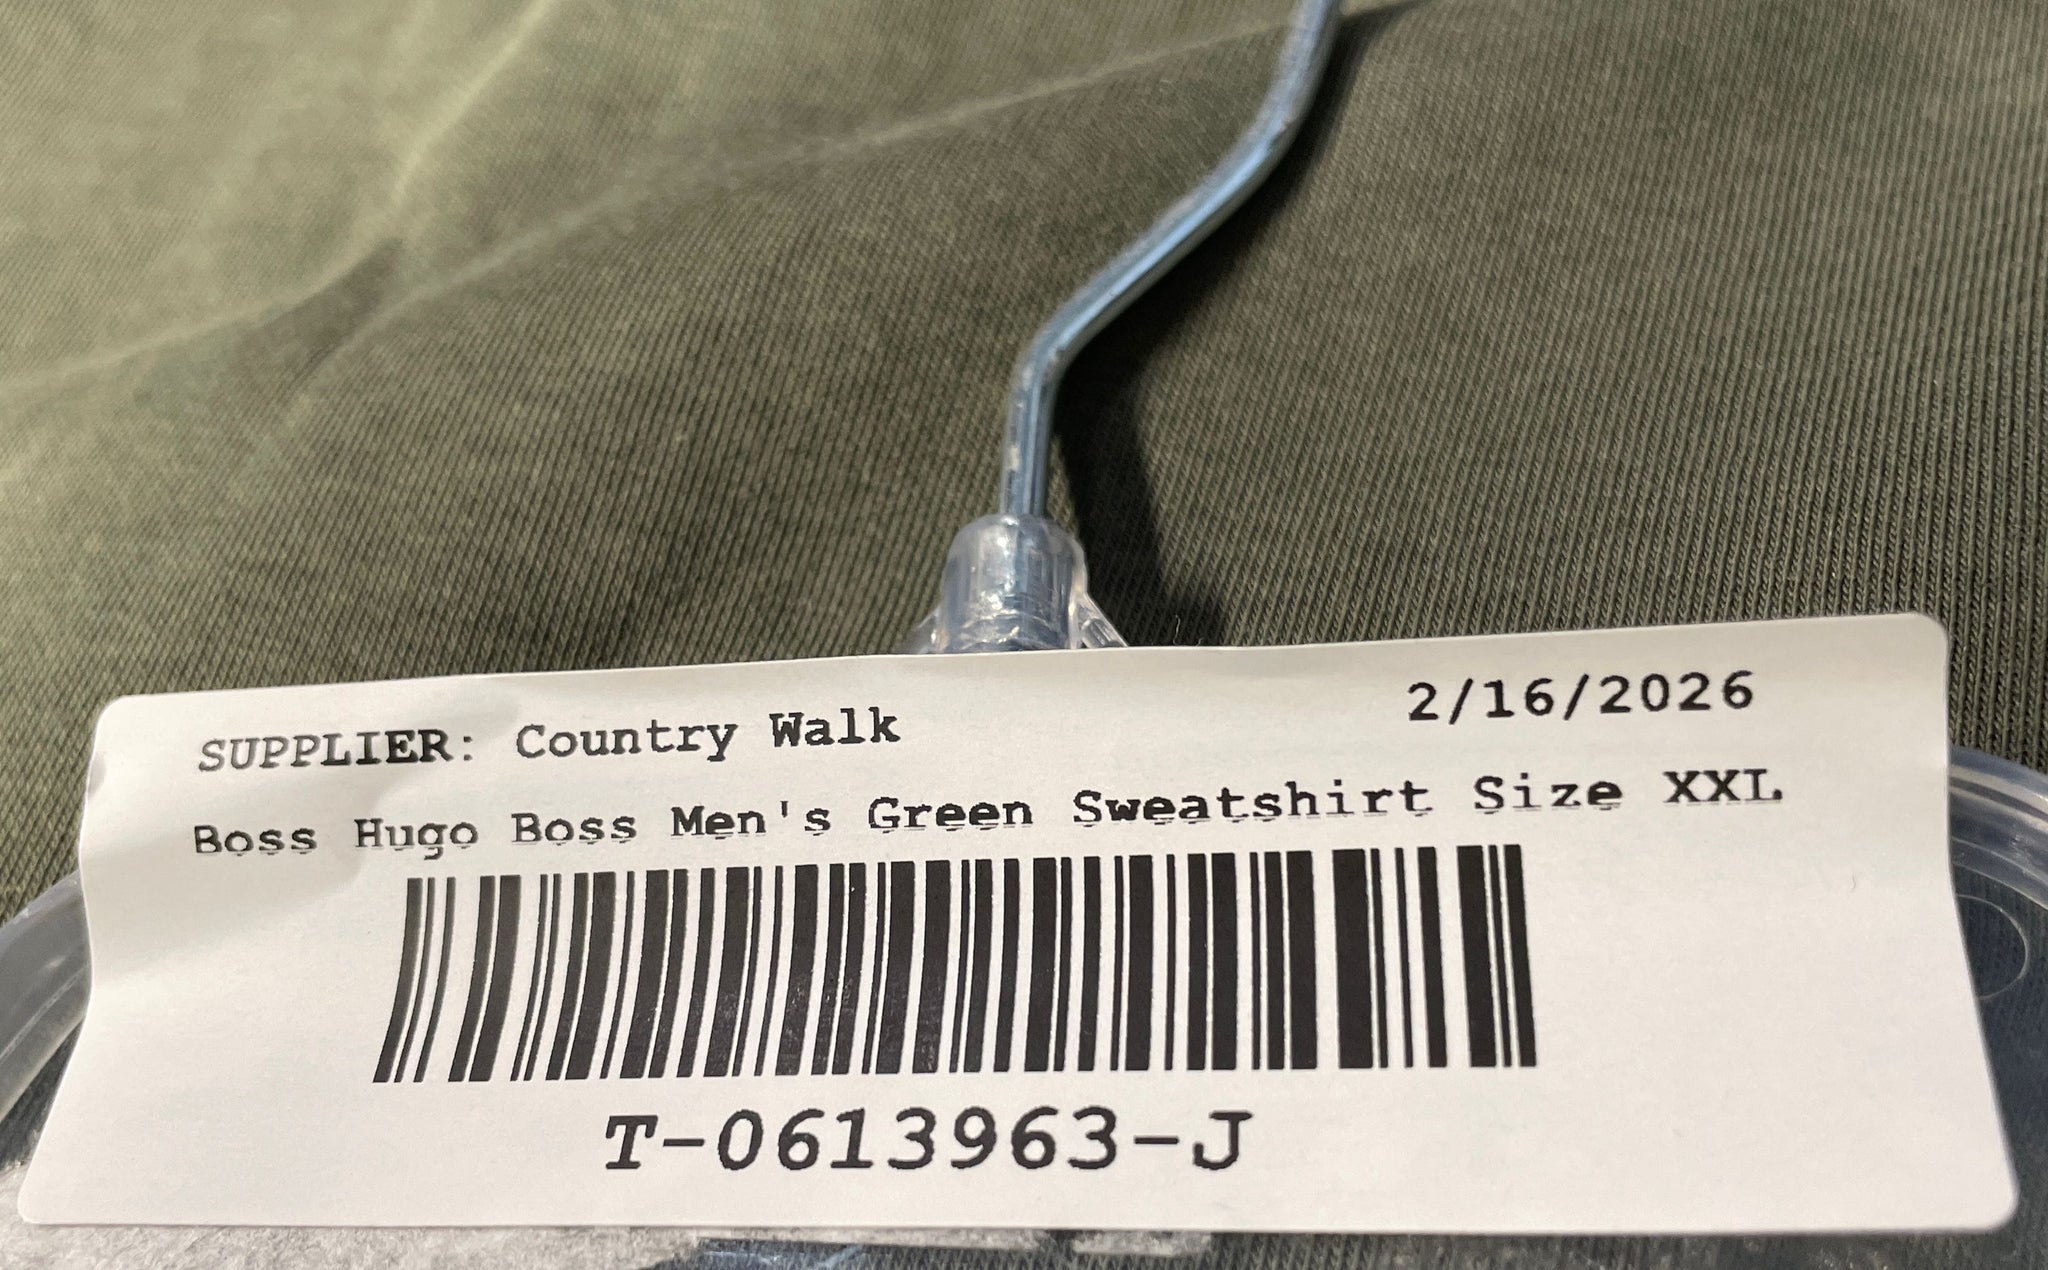 SUPPLIER: Country Walk 2/16/2026
Boss Hugo Boss Men's Green Sweatshirt Size XXL
T-0613963-J